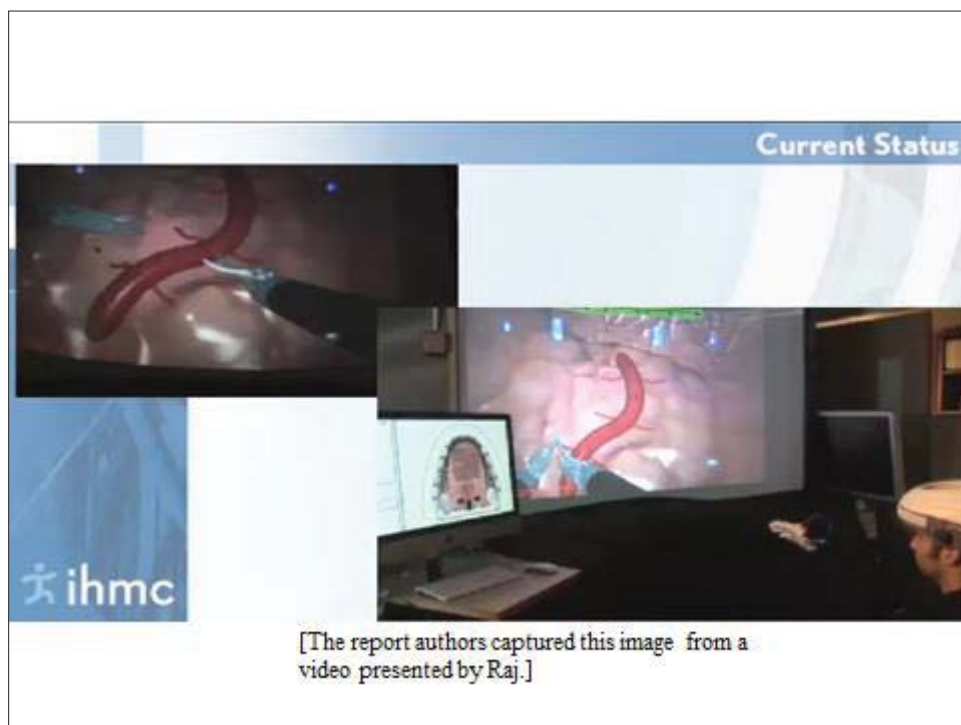 Current Status
ihmc
[The report authors captured this image from a
video presented by Raj.]